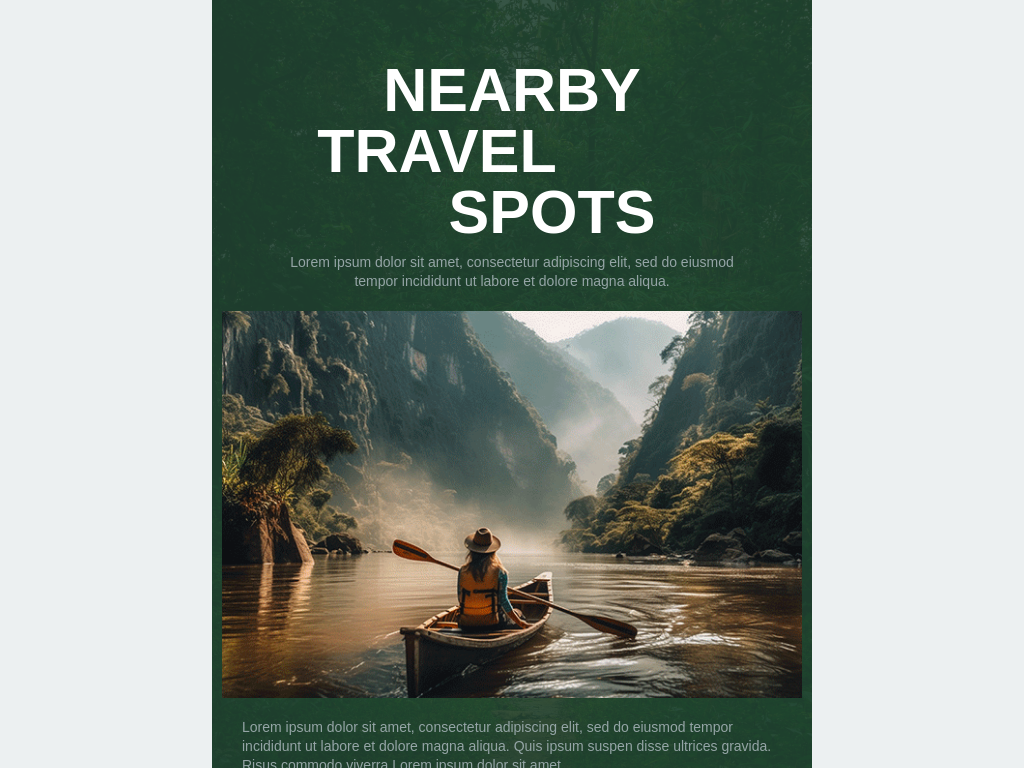 NEARBY
TRAVEL
SPOTS
Lorem ipsum dolor sit amet, consectetur adipiscing elit, sed do eiusmod
tempor incididunt ut labore et dolore magna aliqua.
Lorem ipsum dolor sit amet, consectetur adipiscing elit, sed do eiusmod tempor
incididunt ut labore et dolore magna aliqua. Quis ipsum suspen disse ultrices gravida.
Risus commodo viverra Lorem ipsum dolor sit amet